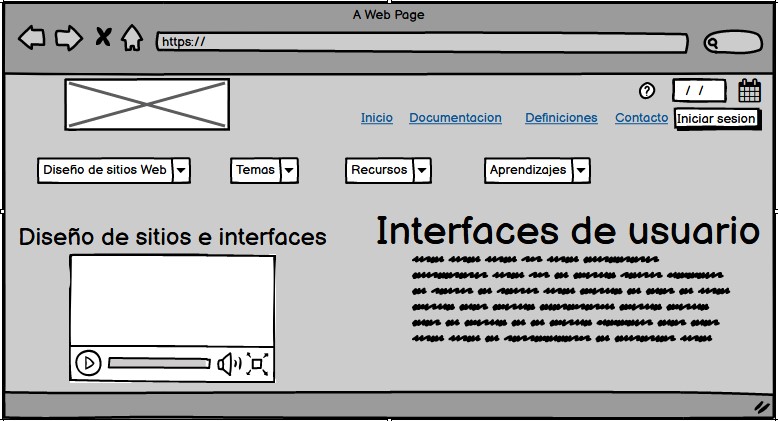 A Web Page
https://
?
/ /
Inicio Documentacion Definiciones Contacto Iniciar sesion
Diseño de sitios Web Temas Recursos Aprendizajes
Diseño de sitios e interfaces
Interfaces de usuario